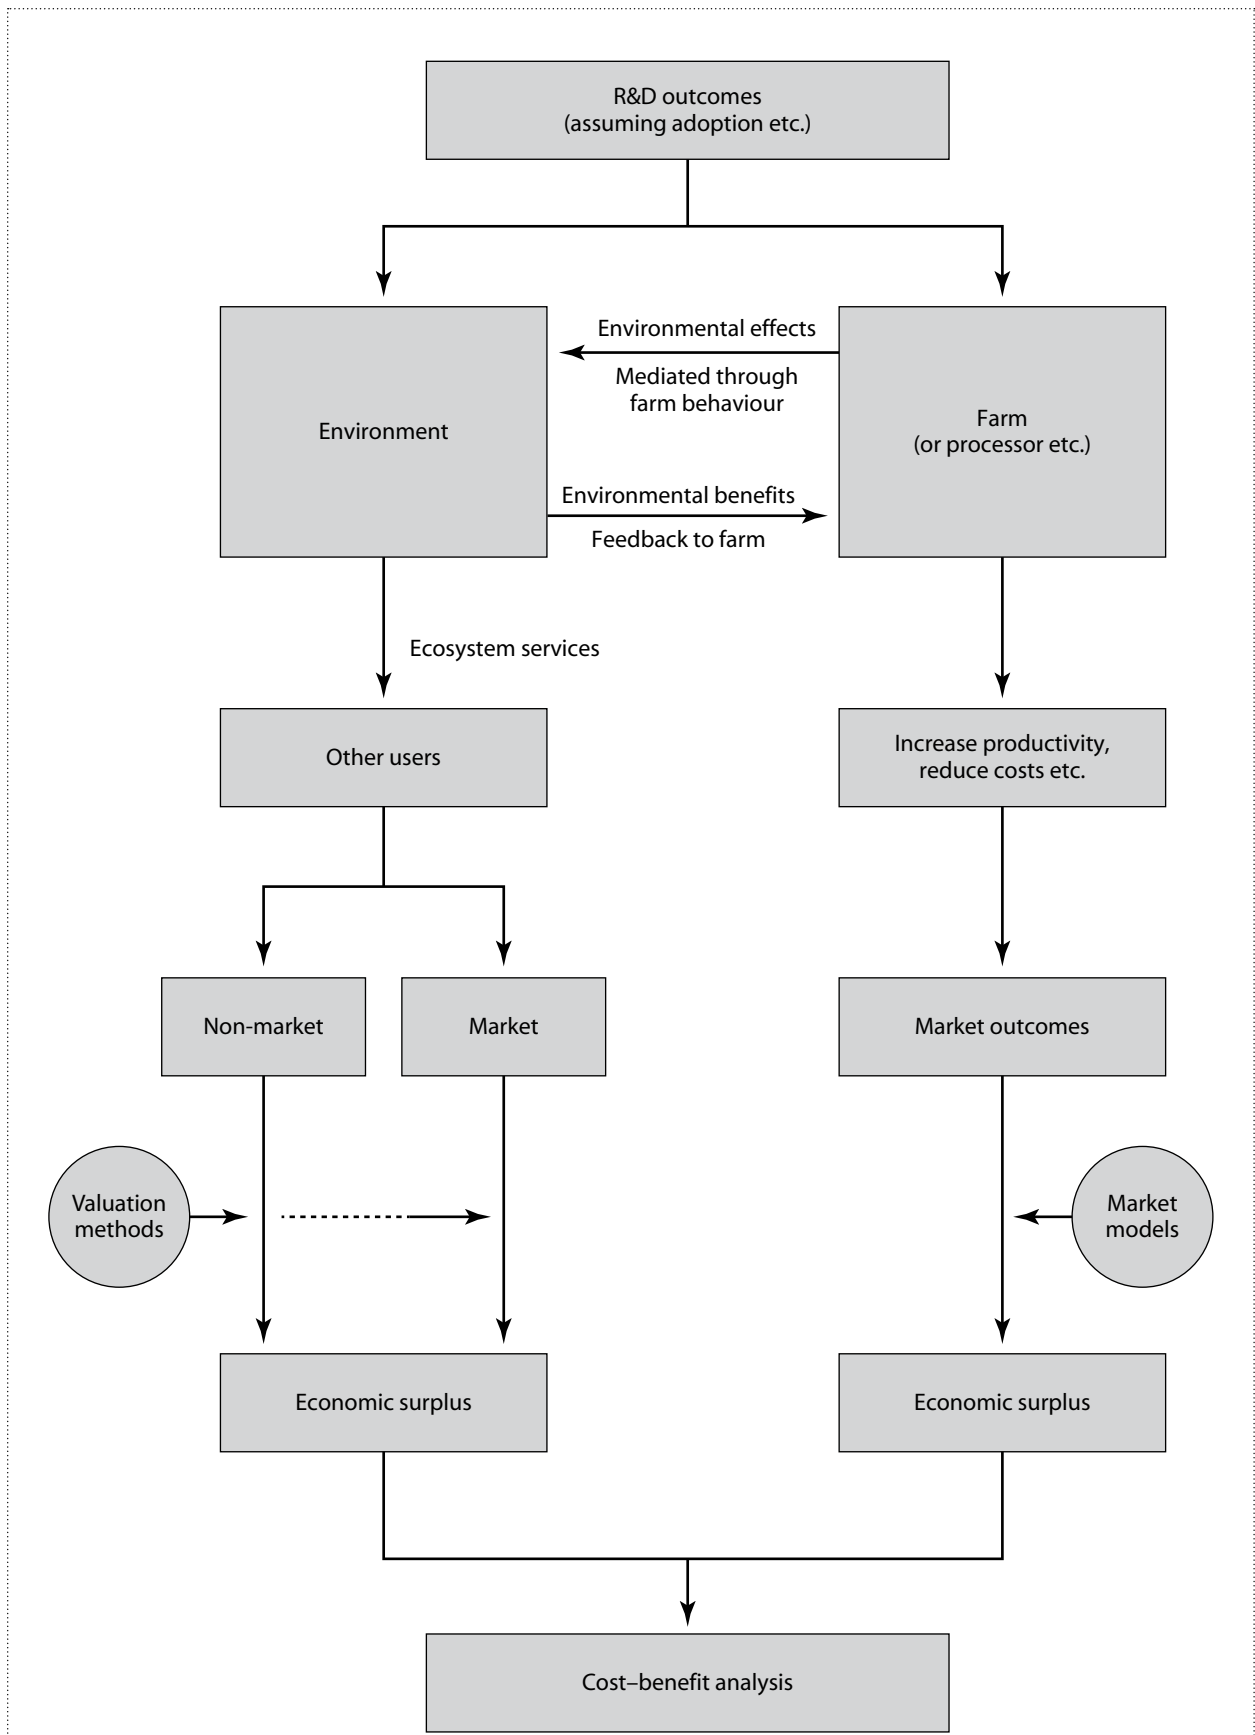 R&D outcomes
(assuming adoption etc.)
Environmental effects
Mediated through
farm behaviour
Environment
Farm
(or processor etc.)
Environmental benefits
Feedback to farm
Ecosystem services
Other users
Increase productivity,
reduce costs etc.
Non-market
Market
Market outcomes
Valuation
methods
Market
models
Economic surplus
Economic surplus
Cost–benefit analysis